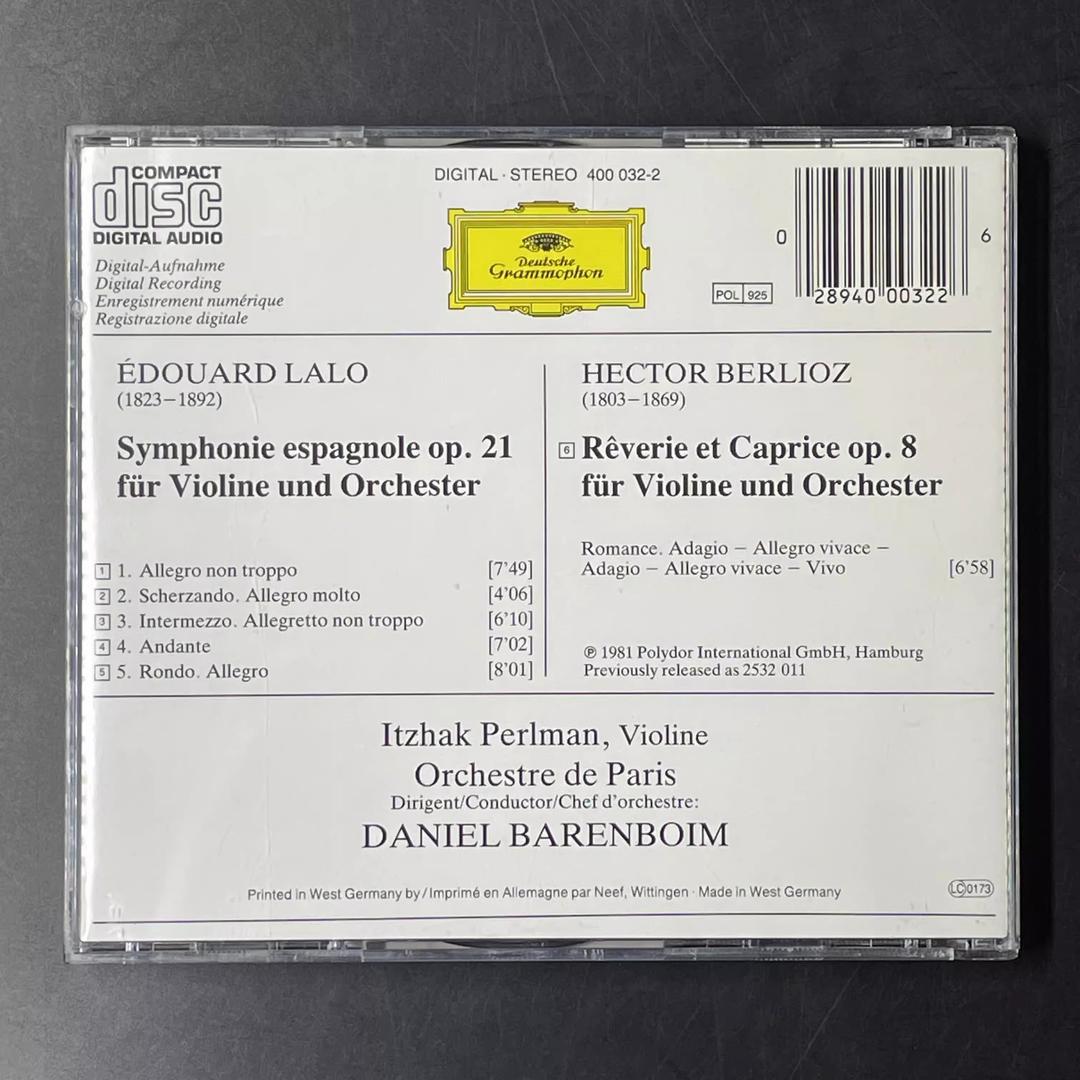 COMPACT
disc
DIGITAL AUDIO
Digital-Aufnahme
Digital Recording
Enregistrement numérique
Registrazione digitale
DIGITAL · STEREO 400 032-2
Deutsche
Grammophon
POL 925
0 28940 00322 6
ÉDOUARD LALO
(1823–1892)
Symphonie espagnole op. 21
für Violine und Orchester
1 1. Allegro non troppo [7'49]
2 2. Scherzando. Allegro molto [4'06]
3 3. Intermezzo. Allegretto non troppo [6'10]
4 4. Andante [7'02]
5 5. Rondo. Allegro [8'01]
HECTOR BERLIOZ
(1803–1869)
6 Rêverie et Caprice op. 8
für Violine und Orchester
Romance. Adagio – Allegro vivace –
Adagio – Allegro vivace – Vivo [6'58]
℗ 1981 Polydor International GmbH, Hamburg
Previously released as 2532 011
Itzhak Perlman, Violine
Orchestre de Paris
Dirigent/Conductor/Chef d'orchestre:
DANIEL BARENBOIM
Printed in West Germany by/Imprimé en Allemagne par Neef, Wittingen · Made in West Germany
LC 0173